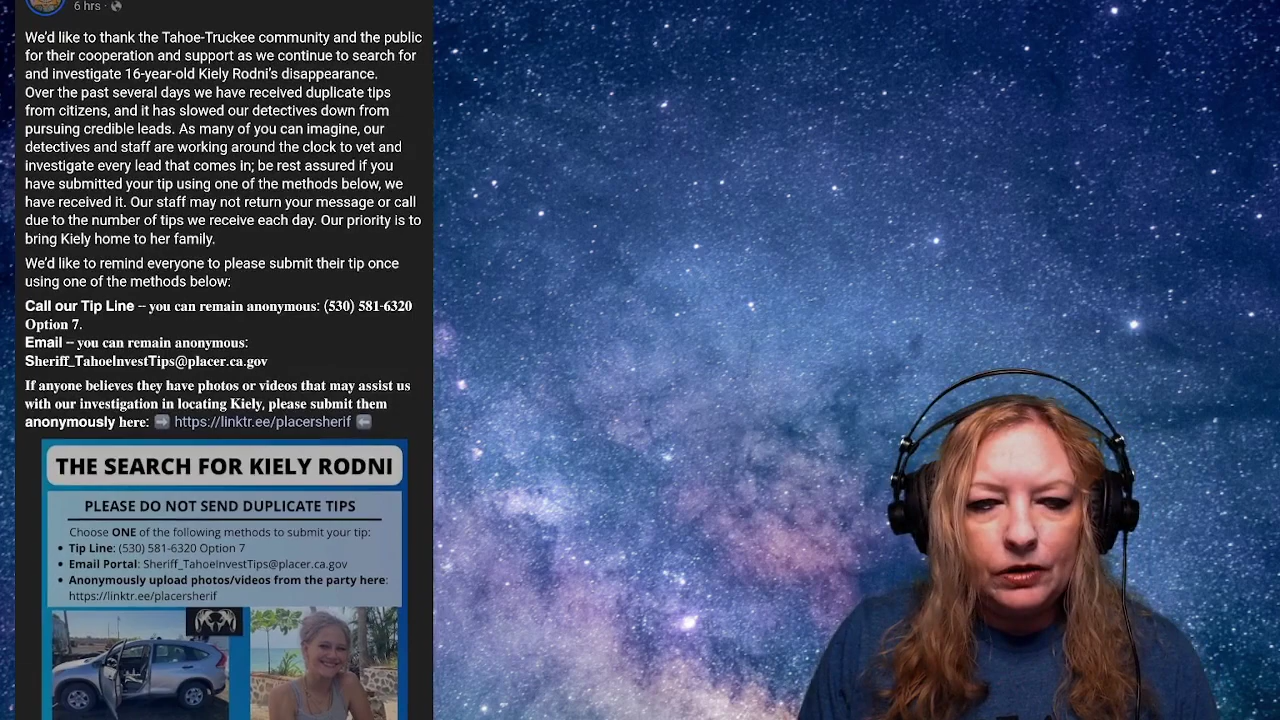 6 hrs ·
We'd like to thank the Tahoe-Truckee community and the public
for their cooperation and support as we continue to search for
and investigate 16-year-old Kiely Rodni's disappearance.
Over the past several days we have received duplicate tips
from citizens, and it has slowed our detectives down from
pursuing credible leads. As many of you can imagine, our
detectives and staff are working around the clock to vet and
investigate every lead that comes in; be rest assured if you
have submitted your tip using one of the methods below, we
have received it. Our staff may not return your message or call
due to the number of tips we receive each day. Our priority is to
bring Kiely home to her family.
We'd like to remind everyone to please submit their tip once
using one of the methods below:
Call our Tip Line – you can remain anonymous: (530) 581-6320
Option 7.
Email – you can remain anonymous:
Sheriff_TahoeInvestTips@placer.ca.gov
If anyone believes they have photos or videos that may assist us
with our investigation in locating Kiely, please submit them
anonymously here: ➡ https://linktr.ee/placersherif ⬅
THE SEARCH FOR KIELY RODNI
PLEASE DO NOT SEND DUPLICATE TIPS
Choose ONE of the following methods to submit your tip:
• Tip Line: (530) 581-6320 Option 7
• Email Portal: Sheriff_TahoeInvestTips@placer.ca.gov
• Anonymously upload photos/videos from the party here:
https://linktr.ee/placersherif